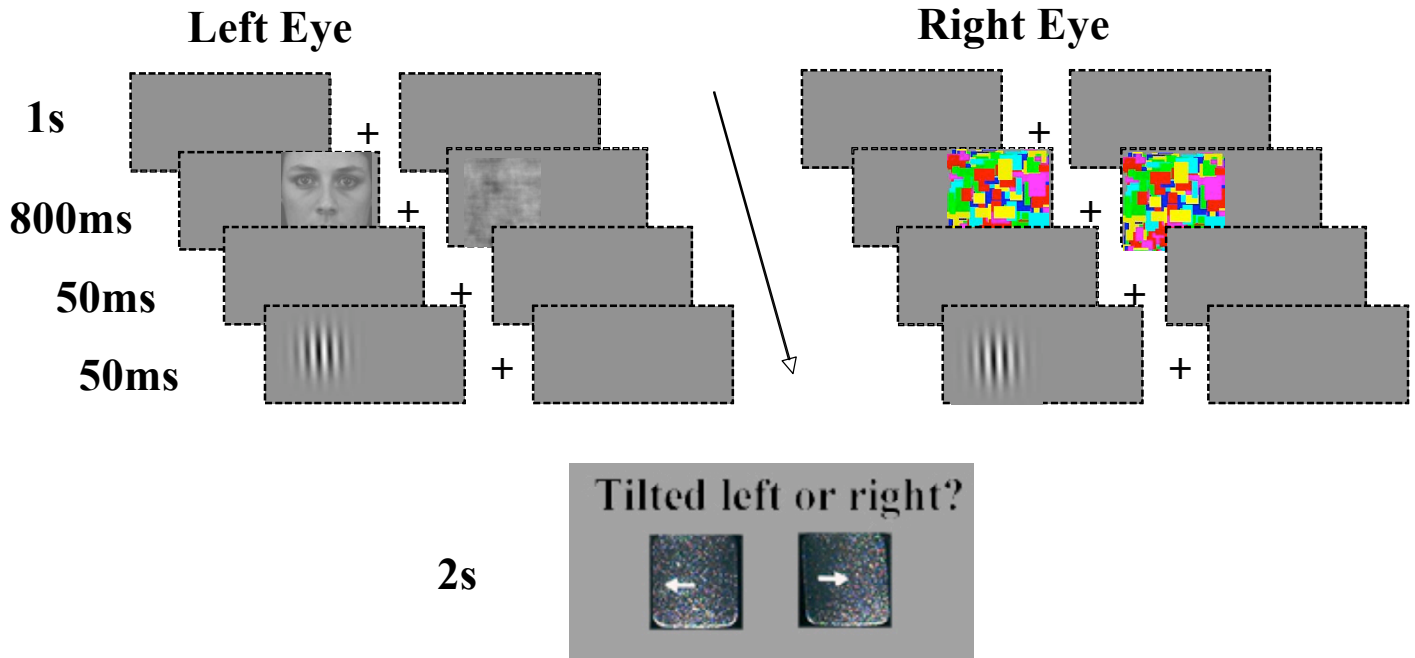 Left Eye
Right Eye
1s
+
+
800ms
+
+
50ms
+
+
50ms
+
+
Tilted left or right?
2s